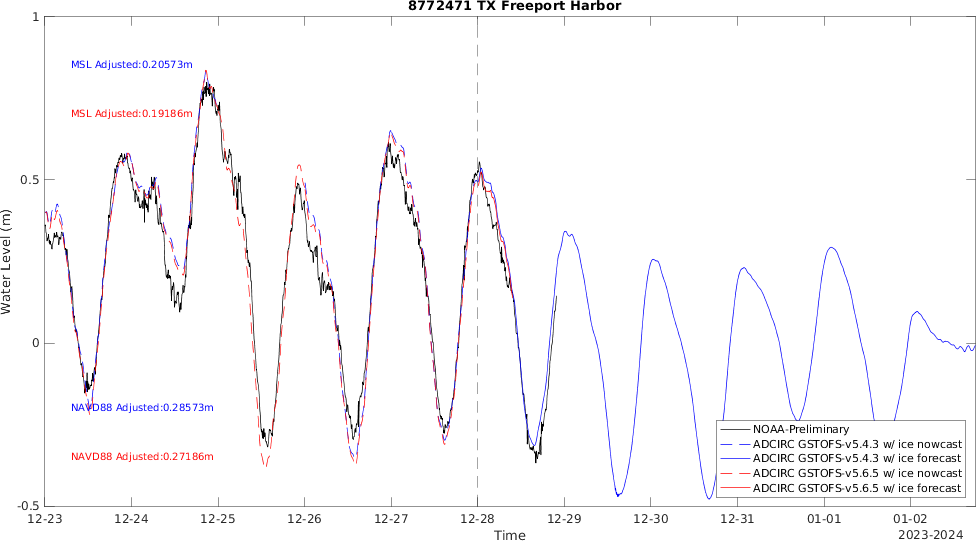 8772471 TX Freeport Harbor
1
MSL Adjusted:0.20573m
MSL Adjusted:0.19186m
0.5
Water Level (m)
0
NAVD88 Adjusted:0.28573m
NAVD88 Adjusted:0.27186m
-0.5
NOAA-Preliminary
ADCIRC GSTOFS-v5.4.3 w/ ice nowcast
ADCIRC GSTOFS-v5.4.3 w/ ice forecast
ADCIRC GSTOFS-v5.6.5 w/ ice nowcast
ADCIRC GSTOFS-v5.6.5 w/ ice forecast
12-23 12-24 12-25 12-26 12-27 12-28 12-29 12-30 12-31 01-01 01-02
Time
2023-2024